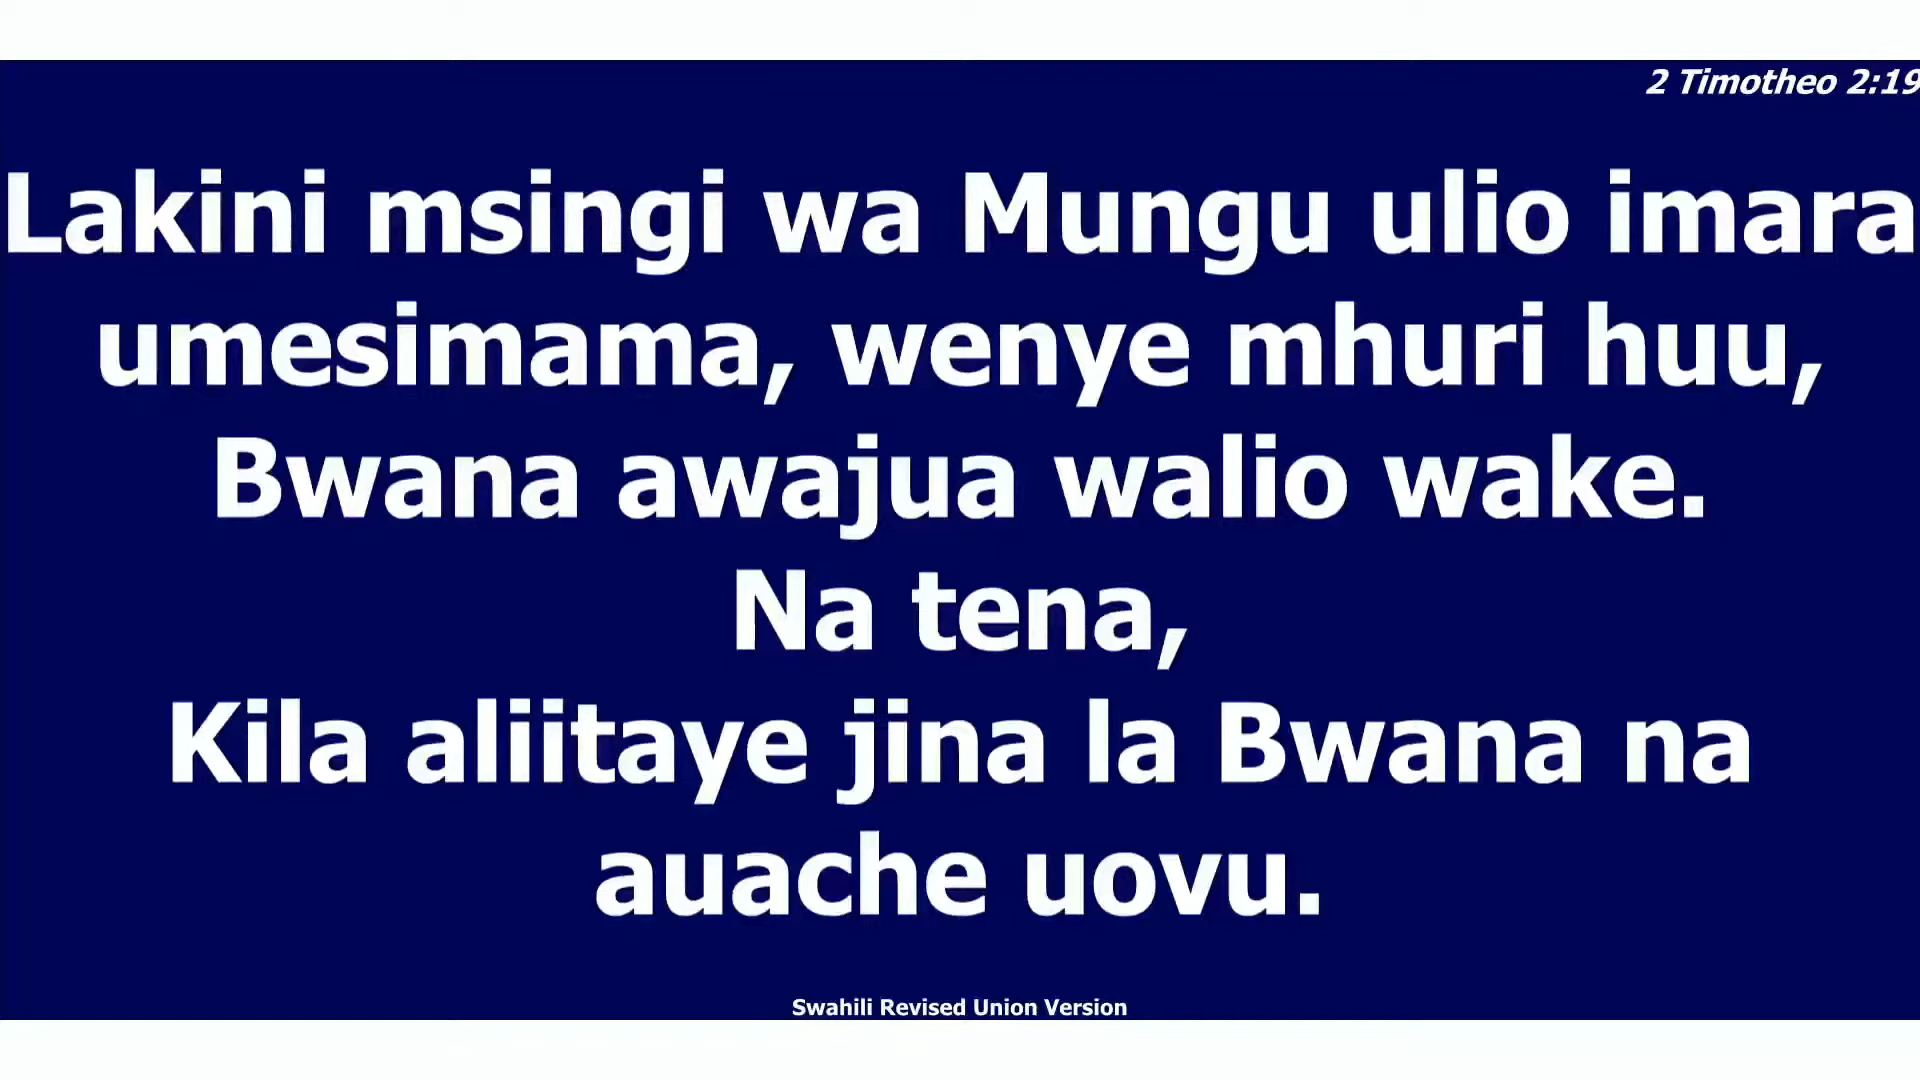 2 Timotheo 2:19
Lakini msingi wa Mungu ulio imara
umesimama, wenye mhuri huu,
Bwana awajua walio wake.
Na tena,
Kila aliitaye jina la Bwana na
auache uovu.
Swahili Revised Union Version